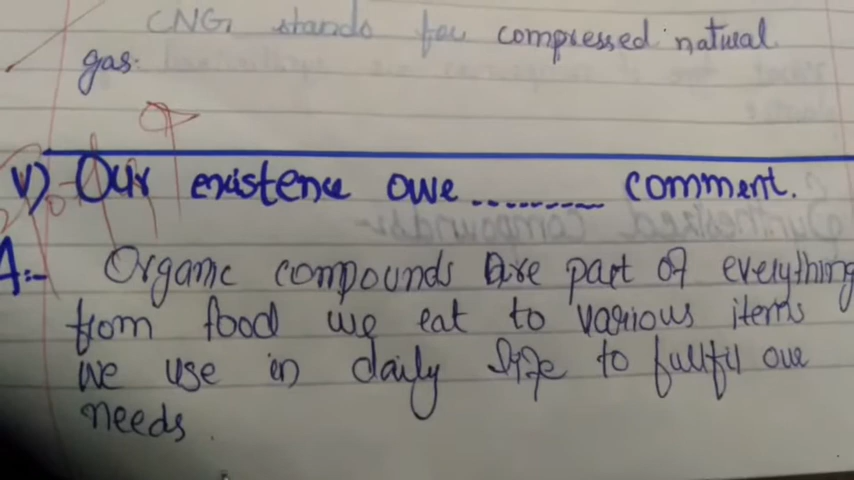 CNG stands for compressed natural
gas.
V) Our existence owe ......... comment.
A:- Organic compounds are part of everything
from food we eat to various items
we use in daily life to fullfil our
needs.